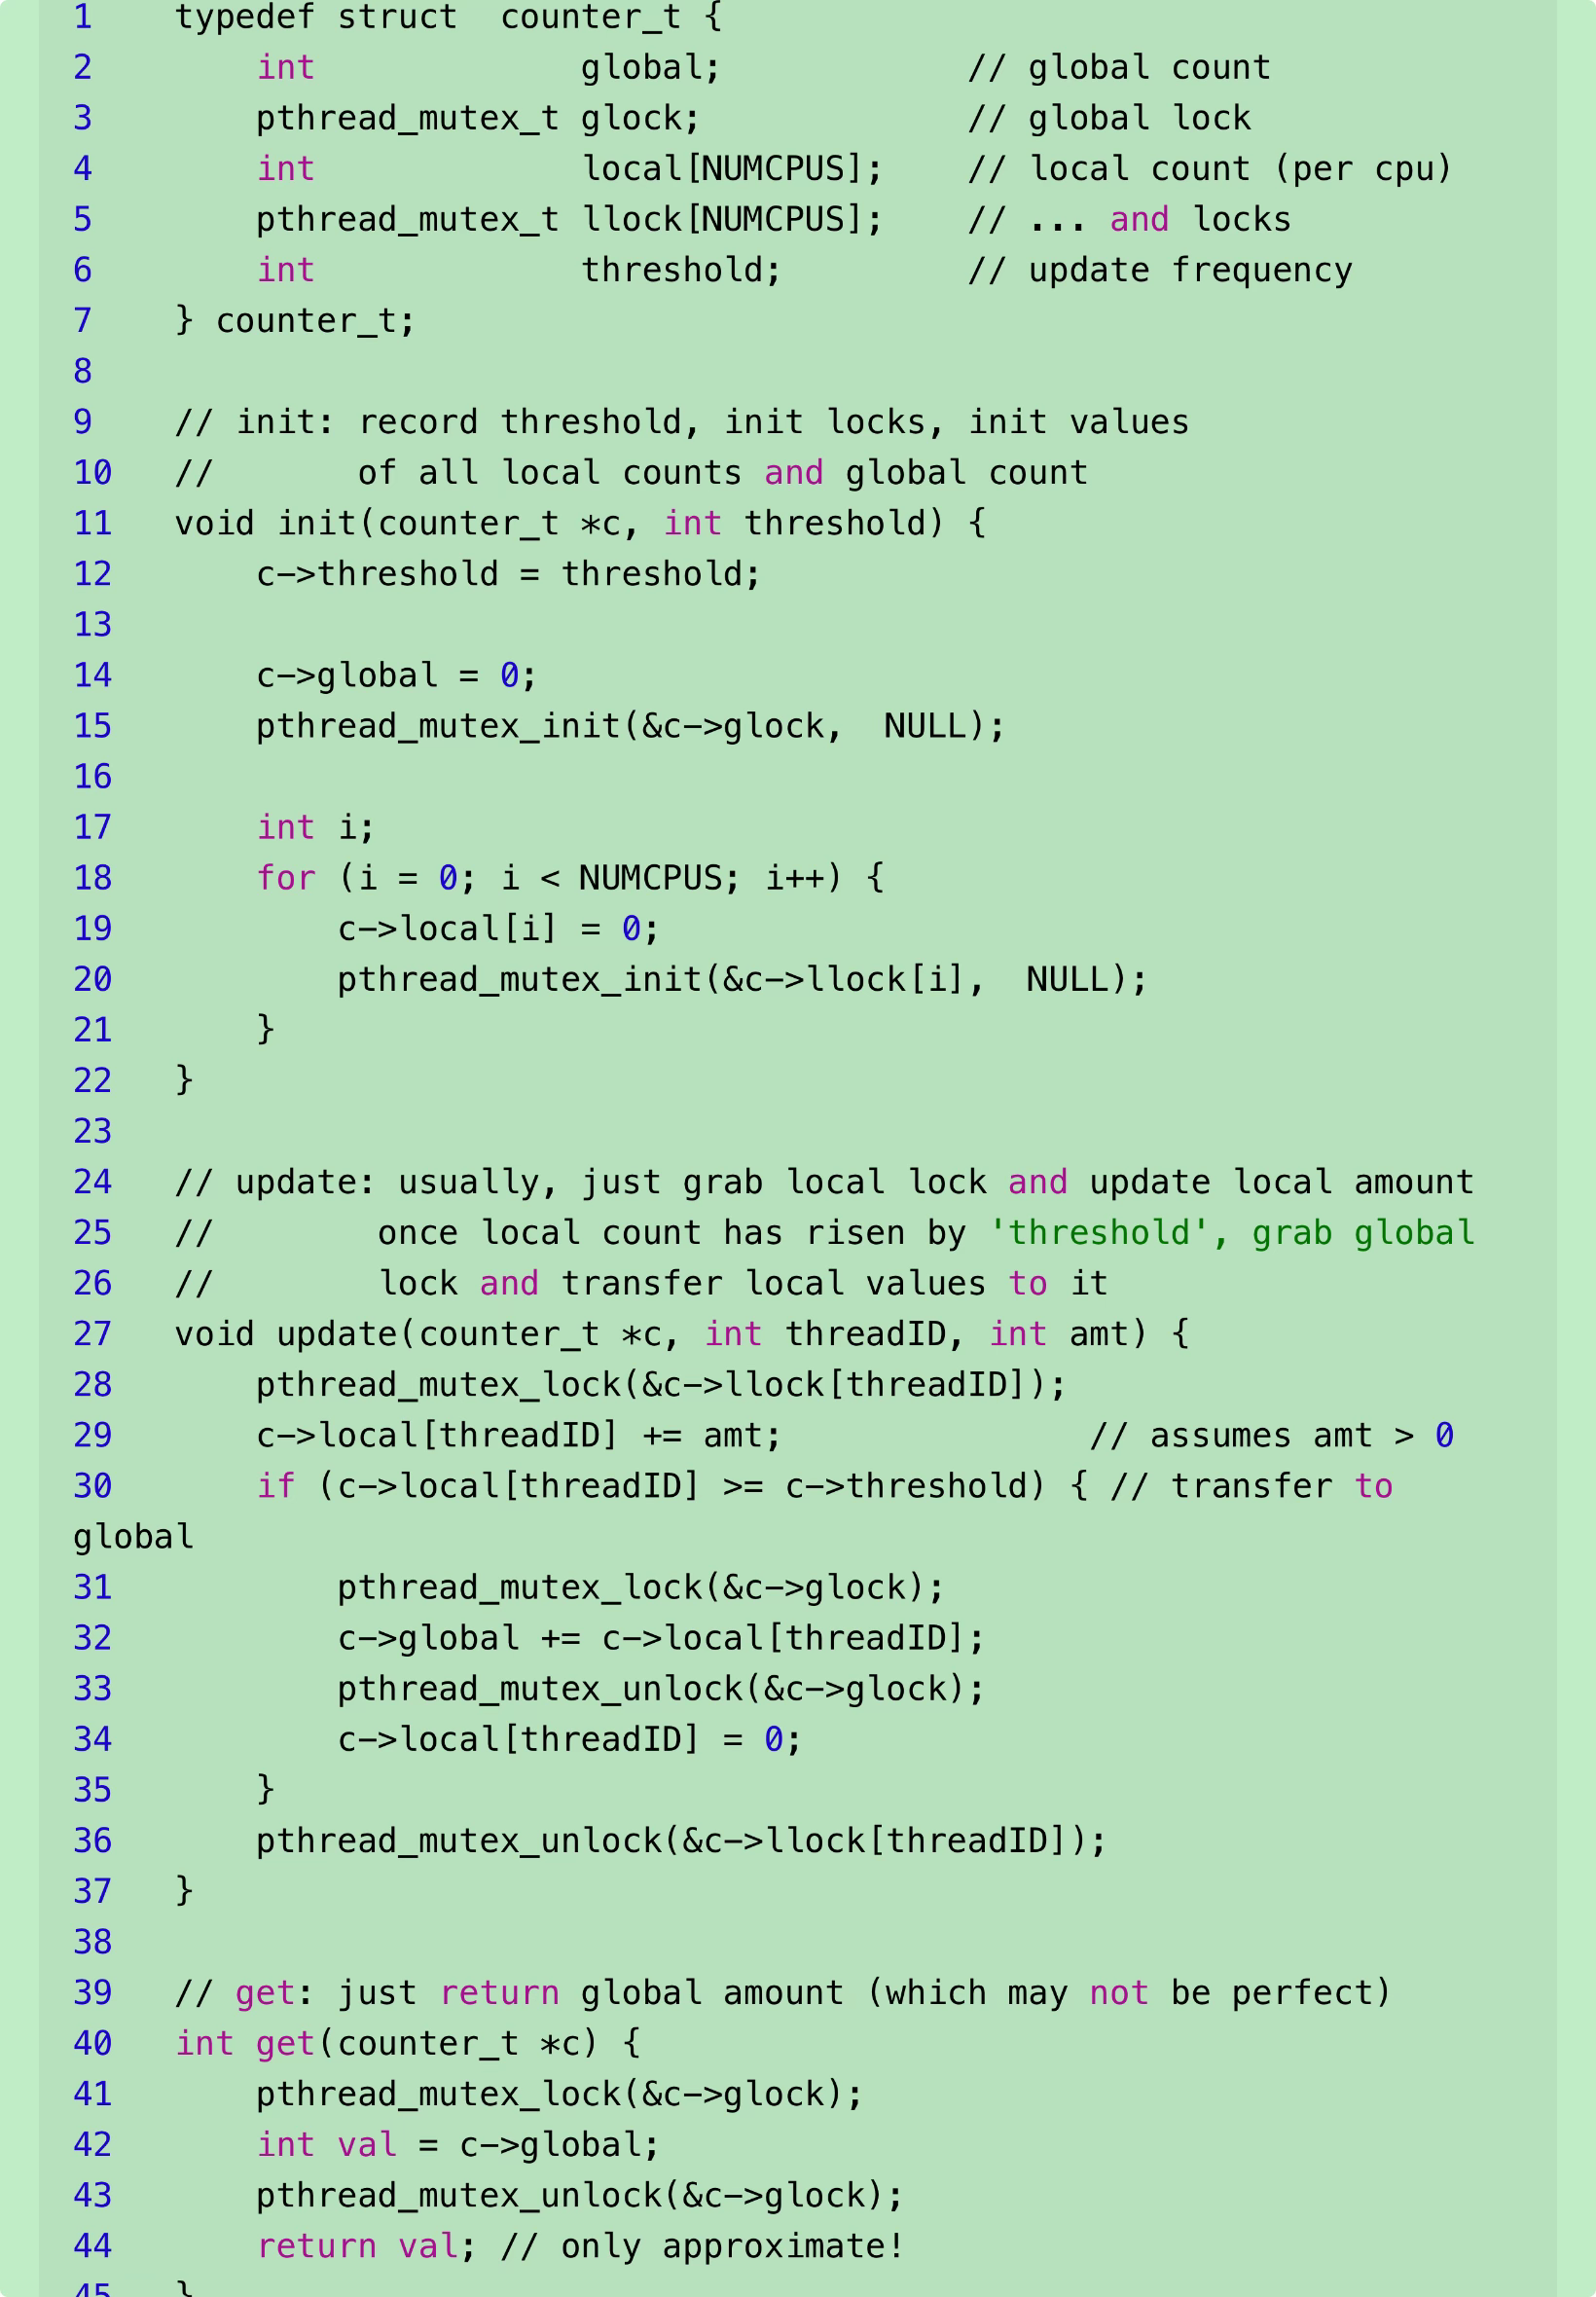 1    typedef struct  counter_t {
2        int             global;            // global count
3        pthread_mutex_t glock;             // global lock
4        int             local[NUMCPUS];    // local count (per cpu)
5        pthread_mutex_t llock[NUMCPUS];    // ... and locks
6        int             threshold;         // update frequency
7    } counter_t;
8
9    // init: record threshold, init locks, init values
10   //       of all local counts and global count
11   void init(counter_t *c, int threshold) {
12       c->threshold = threshold;
13
14       c->global = 0;
15       pthread_mutex_init(&c->glock,  NULL);
16
17       int i;
18       for (i = 0; i < NUMCPUS; i++) {
19           c->local[i] = 0;
20           pthread_mutex_init(&c->llock[i],  NULL);
21       }
22   }
23
24   // update: usually, just grab local lock and update local amount
25   //        once local count has risen by 'threshold', grab global
26   //        lock and transfer local values to it
27   void update(counter_t *c, int threadID, int amt) {
28       pthread_mutex_lock(&c->llock[threadID]);
29       c->local[threadID] += amt;               // assumes amt > 0
30       if (c->local[threadID] >= c->threshold) { // transfer to
global
31           pthread_mutex_lock(&c->glock);
32           c->global += c->local[threadID];
33           pthread_mutex_unlock(&c->glock);
34           c->local[threadID] = 0;
35       }
36       pthread_mutex_unlock(&c->llock[threadID]);
37   }
38
39   // get: just return global amount (which may not be perfect)
40   int get(counter_t *c) {
41       pthread_mutex_lock(&c->glock);
42       int val = c->global;
43       pthread_mutex_unlock(&c->glock);
44       return val; // only approximate!
45   }